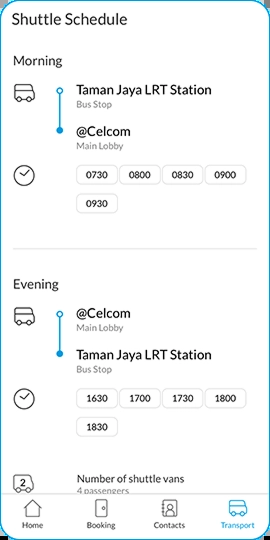 Shuttle Schedule
Morning
Taman Jaya LRT Station
Bus Stop
@Celcom
Main Lobby
0730 0800 0830 0900
0930
Evening
@Celcom
Main Lobby
Taman Jaya LRT Station
Bus Stop
1630 1700 1730 1800
1830
2 Number of shuttle vans
4 passengers
Home Booking Contacts Transport